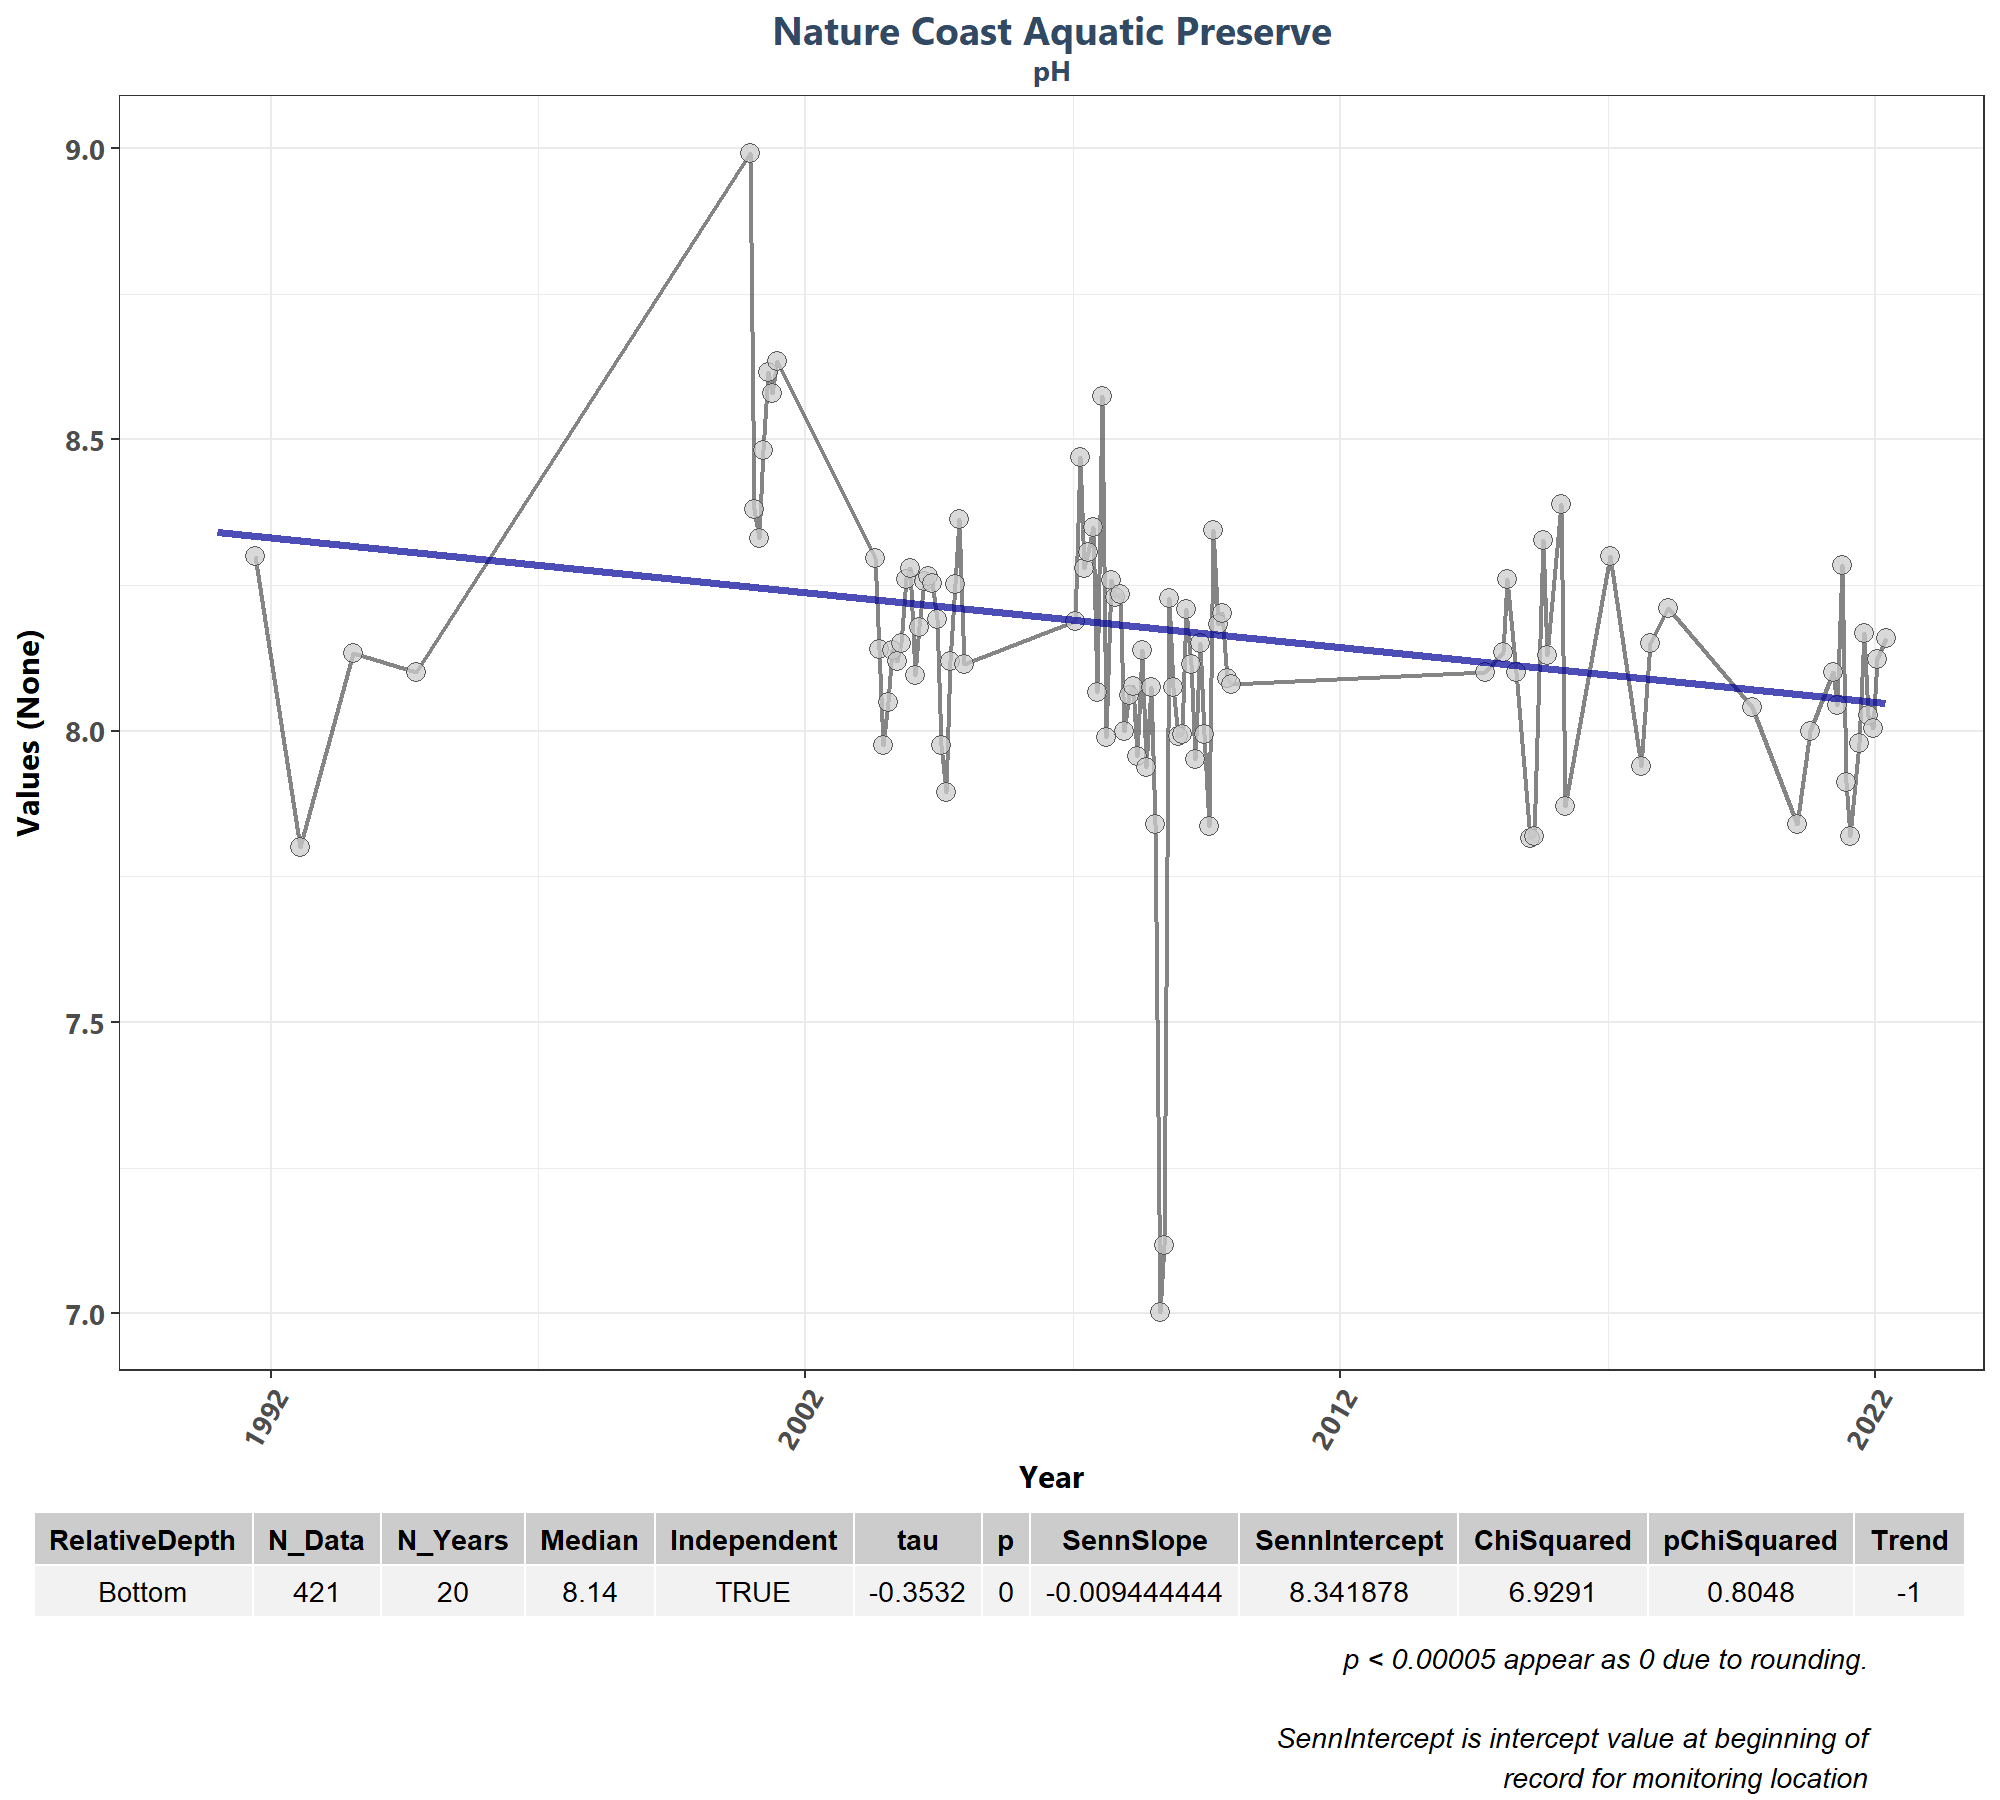 Nature Coast Aquatic Preserve
pH
Values (None)
9.0
8.5
8.0
7.5
7.0
1992
2002
2012
2022
Year
RelativeDepth N_Data N_Years Median Independent tau p SennSlope SennIntercept ChiSquared pChiSquared Trend
Bottom 421 20 8.14 TRUE -0.3532 0 -0.009444444 8.341878 6.9291 0.8048 -1
p < 0.00005 appear as 0 due to rounding.
SennIntercept is intercept value at beginning of
record for monitoring location